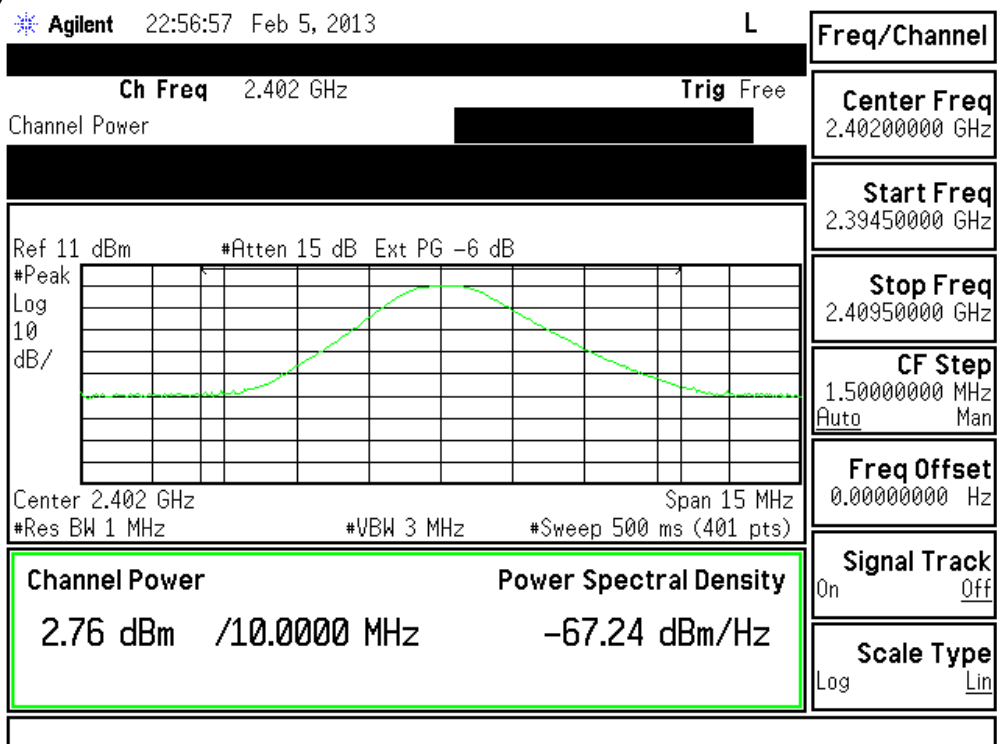 Agilent 22:56:57 Feb 5, 2013 L
Ch Freq 2.402 GHz Trig Free
Channel Power
Ref 11 dBm #Atten 15 dB Ext PG -6 dB
#Peak
Log
10
dB/
Center 2.402 GHz Span 15 MHz
#Res BW 1 MHz #VBW 3 MHz #Sweep 500 ms (401 pts)
Channel Power Power Spectral Density
2.76 dBm /10.0000 MHz -67.24 dBm/Hz
Freq/Channel
Center Freq
2.40200000 GHz
Start Freq
2.39450000 GHz
Stop Freq
2.40950000 GHz
CF Step
1.50000000 MHz
Auto Man
Freq Offset
0.00000000 Hz
Signal Track
On Off
Scale Type
Log Lin